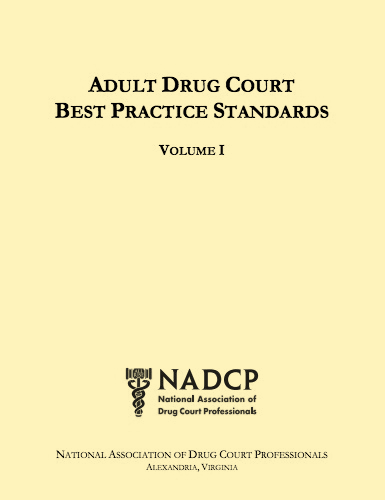 ADULT DRUG COURT
BEST PRACTICE STANDARDS
VOLUME I
NADCP
National Association of
Drug Court Professionals
NATIONAL ASSOCIATION OF DRUG COURT PROFESSIONALS
ALEXANDRIA, VIRGINIA